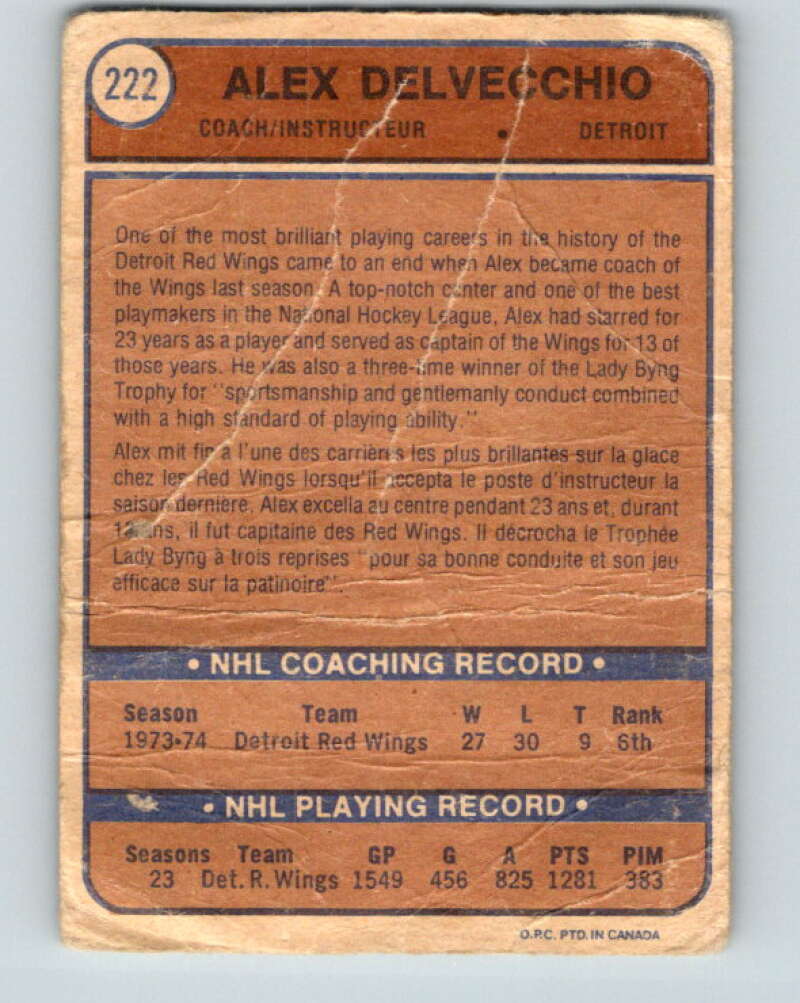 222
ALEX DELVECCHIO
COACH/INSTRUCTEUR • DETROIT
One of the most brilliant playing careers in the history of the
Detroit Red Wings came to an end when Alex became coach of
the Wings last season. A top-notch center and one of the best
playmakers in the National Hockey League, Alex had starred for
23 years as a player and served as captain of the Wings for 13 of
those years. He was also a three-time winner of the Lady Byng
Trophy for "sportsmanship and gentlemanly conduct combined
with a high standard of playing ability."
Alex mit fin a l'une des carrières les plus brillantes sur la glace
chez les Red Wings lorsqu'il accepta le poste d'instructeur la
saison dernière. Alex excella au centre pendant 23 ans et, durant
13 ans, il fut capitaine des Red Wings. Il décrocha le Trophée
Lady Byng à trois reprises "pour sa bonne conduite et son jeu
efficace sur la patinoire".
• NHL COACHING RECORD •
Season Team W L T Rank
1973-74 Detroit Red Wings 27 30 9 6th
• NHL PLAYING RECORD •
Seasons Team GP G A PTS PIM
23 Det. R. Wings 1549 456 825 1281 383
O.P.C. PTD. IN CANADA